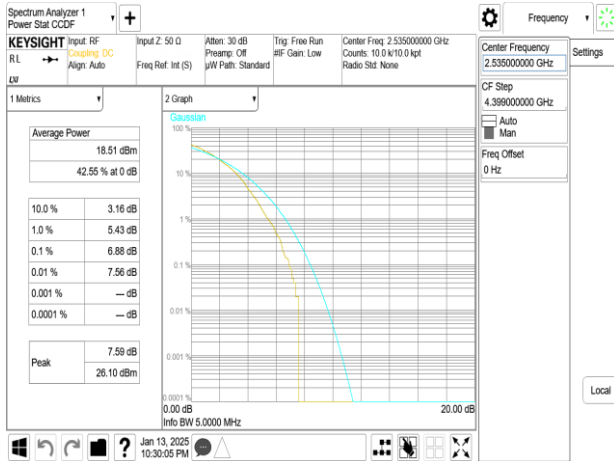 Spectrum Analyzer 1
Power Stat CCDF
+
Frequency
KEYSIGHT
RL
LXI
Input: RF
Coupling: DC
Align: Auto
Input Z: 50 Ω
Freq Ref: Int (S)
Atten: 30 dB
Preamp: Off
µW Path: Standard
Trig: Free Run
#IF Gain: Low
Center Freq: 2.535000000 GHz
Counts: 10.0 k/10.0 kpt
Radio Std: None
Center Frequency
2.535000000 GHz
Settings
CF Step
4.399000000 GHz
Auto
Man
Freq Offset
0 Hz
1 Metrics
Average Power
18.51 dBm
42.55 % at 0 dB
10.0 % 3.16 dB
1.0 % 5.43 dB
0.1 % 6.88 dB
0.01 % 7.56 dB
0.001 % --- dB
0.0001 % --- dB
Peak
7.59 dB
26.10 dBm
2 Graph
Gaussian
100 %
10 %
1 %
0.1 %
0.01 %
0.001 %
0.0001 %
0.00 dB 20.00 dB
Info BW 5.0000 MHz
Local
?
Jan 13, 2025
10:30:05 PM